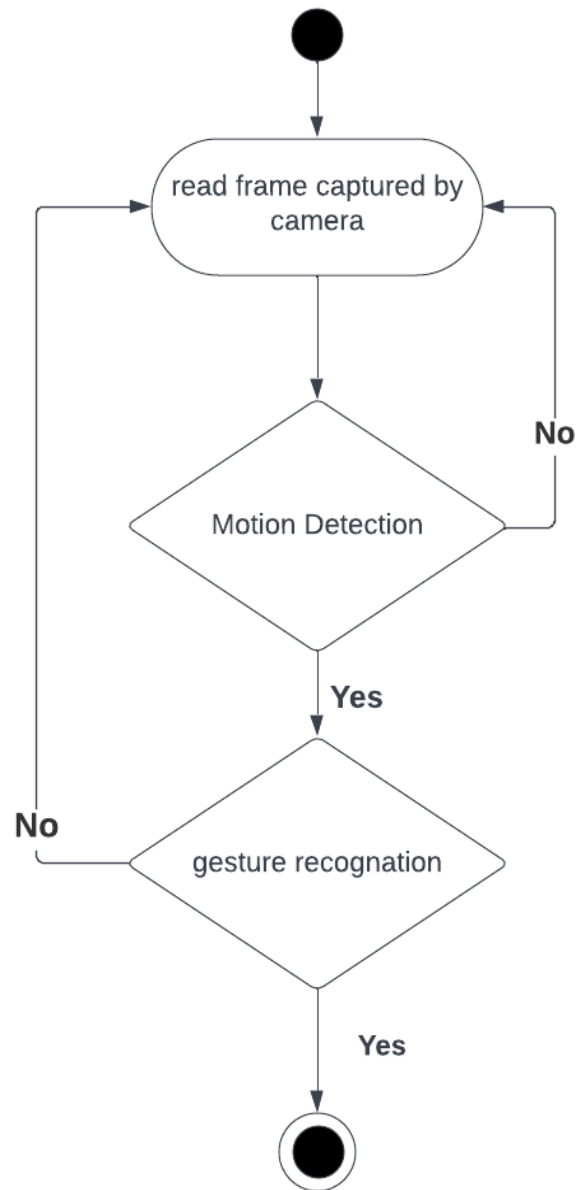 read frame captured by
camera
No
Motion Detection
Yes
No
gesture recognation
Yes